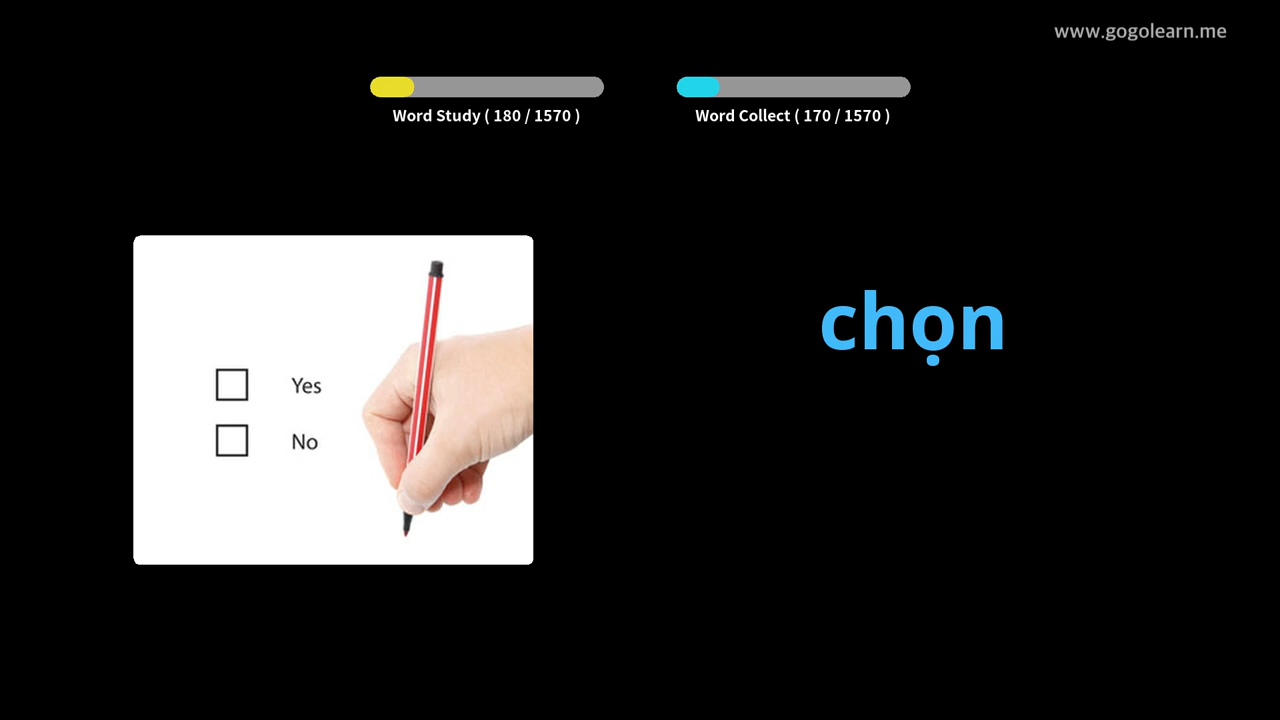 www.gogolearn.me
Word Study ( 180 / 1570 )
Word Collect ( 170 / 1570 )
chọn
Yes
No